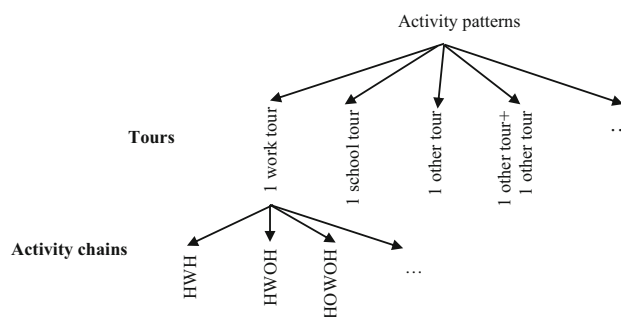 Activity patterns
Tours
1 work tour
1 school tour
1 other tour
1 other tour+
1 other tour
…
Activity chains
HWH
HWOH
HOWOH
…